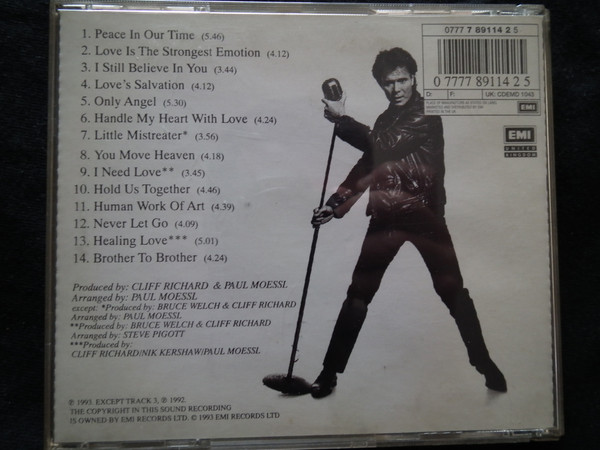 1. Peace In Our Time (5.46)
2. Love Is The Strongest Emotion (4.12)
3. I Still Believe In You (3.44)
4. Love's Salvation (4.12)
5. Only Angel (5.30)
6. Handle My Heart With Love (4.24)
7. Little Mistreater* (3.56)
8. You Move Heaven (4.18)
9. I Need Love** (3.45)
10. Hold Us Together (4.46)
11. Human Work Of Art (4.39)
12. Never Let Go (4.09)
13. Healing Love*** (5.01)
14. Brother To Brother (4.24)
Produced by: CLIFF RICHARD & PAUL MOESSL
Arranged by: PAUL MOESSL
except: *Produced by: BRUCE WELCH & CLIFF RICHARD
Arranged by: PAUL MOESSL
**Produced by: BRUCE WELCH & CLIFF RICHARD
Arranged by: STEVE PIGOTT
***Produced by:
CLIFF RICHARD/NIK KERSHAW/PAUL MOESSL
℗ 1993. EXCEPT TRACK 3, ℗ 1992.
THE COPYRIGHT IN THIS SOUND RECORDING
IS OWNED BY EMI RECORDS LTD. © 1993 EMI RECORDS LTD
0777 7 89114 2 5
0 77778 91142 5
D: F: UK: CDEMD 1043
EMI
EMI
UNITED
KINGDOM